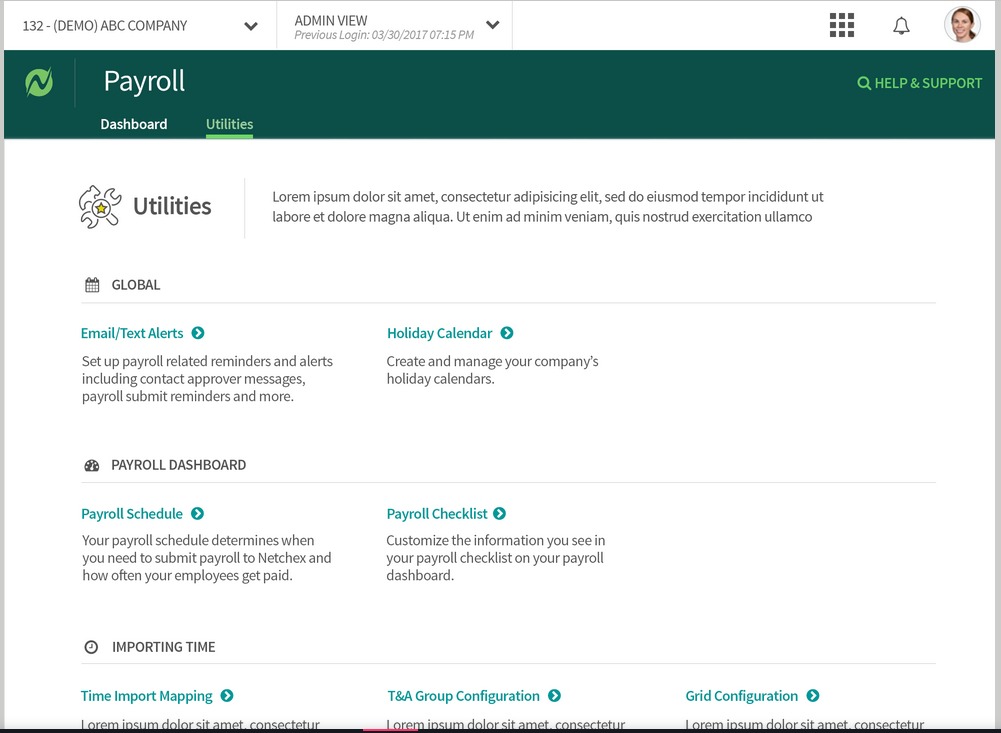 132 - (DEMO) ABC COMPANY
ADMIN VIEW
Previous Login: 03/30/2017 07:15 PM
Payroll
HELP & SUPPORT
Dashboard
Utilities
Utilities
Lorem ipsum dolor sit amet, consectetur adipisicing elit, sed do eiusmod tempor incididunt ut
labore et dolore magna aliqua. Ut enim ad minim veniam, quis nostrud exercitation ullamco
GLOBAL
Email/Text Alerts
Set up payroll related reminders and alerts
including contact approver messages,
payroll submit reminders and more.
Holiday Calendar
Create and manage your company's
holiday calendars.
PAYROLL DASHBOARD
Payroll Schedule
Your payroll schedule determines when
you need to submit payroll to Netchex and
how often your employees get paid.
Payroll Checklist
Customize the information you see in
your payroll checklist on your payroll
dashboard.
IMPORTING TIME
Time Import Mapping
Lorem ipsum dolor sit amet, consectetur
T&A Group Configuration
Lorem ipsum dolor sit amet, consectetur
Grid Configuration
Lorem ipsum dolor sit amet, consectetur